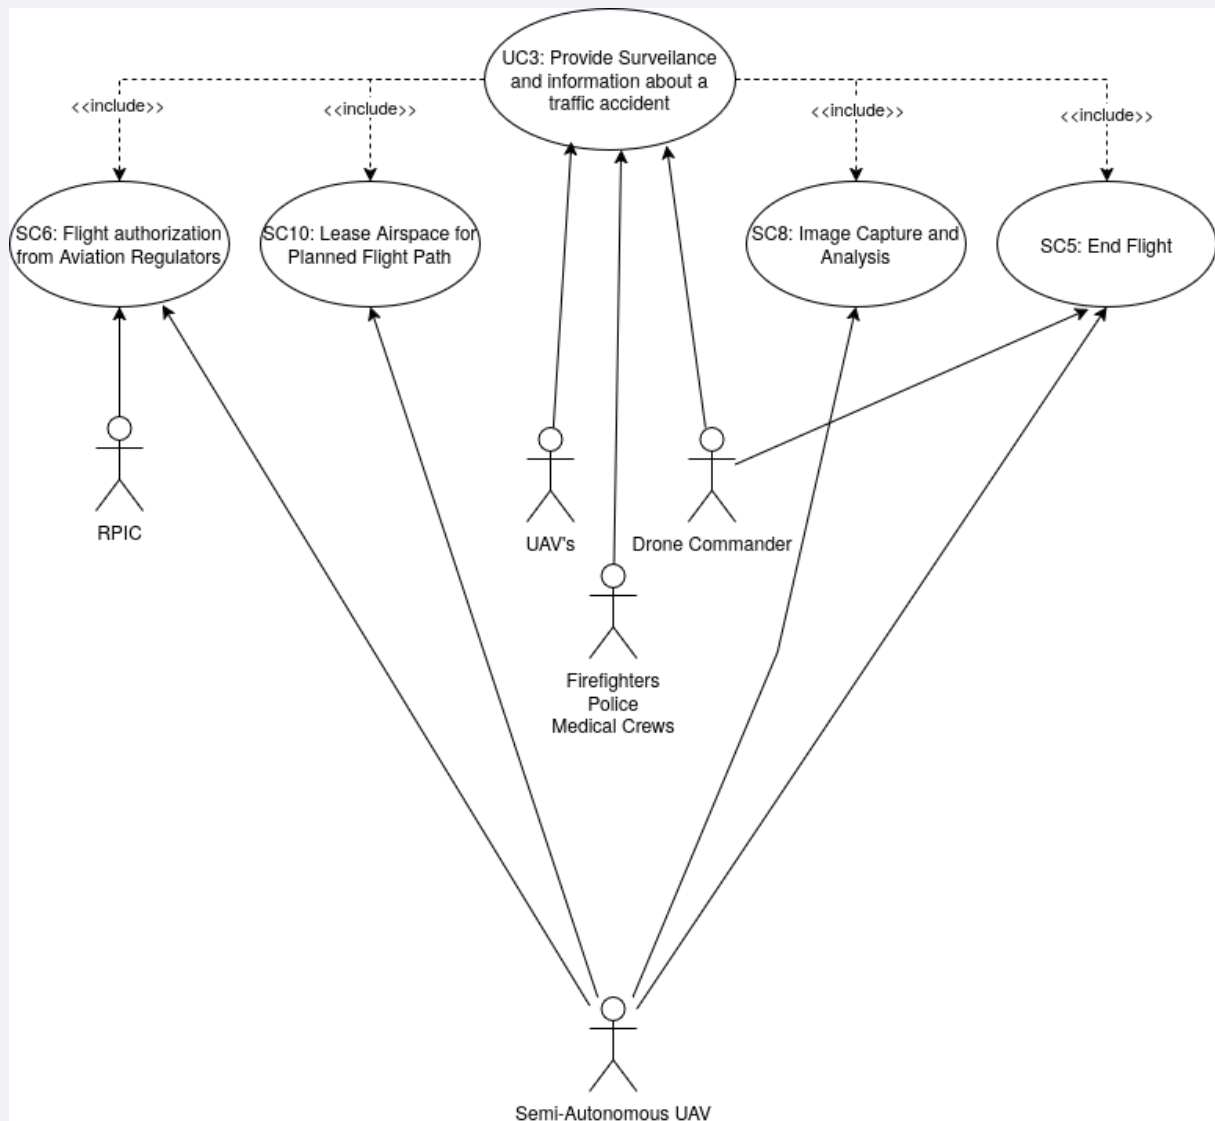 UC3: Provide Surveilance
and information about a
traffic accident
<<include>>
<<include>>
<<include>>
<<include>>
SC6: Flight authorization
from Aviation Regulators
SC10: Lease Airspace for
Planned Flight Path
SC8: Image Capture and
Analysis
SC5: End Flight
RPIC
UAV's
Drone Commander
Firefighters
Police
Medical Crews
Semi-Autonomous UAV